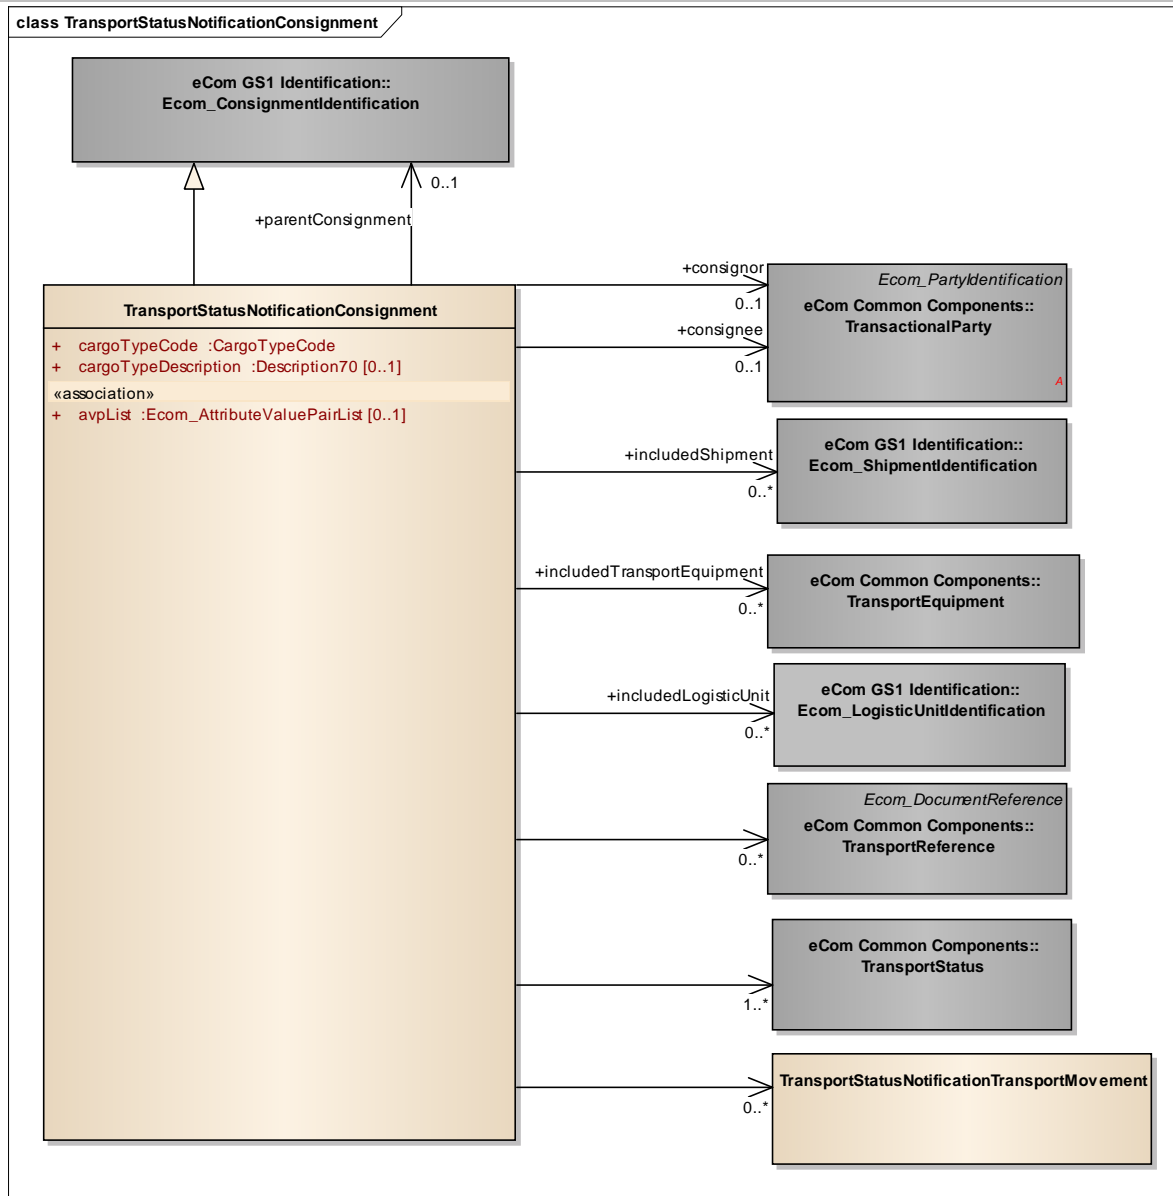 class TransportStatusNotificationConsignment
eCom GS1 Identification::
Ecom_ConsignmentIdentification
0..1
+parentConsignment
TransportStatusNotificationConsignment
+ cargoTypeCode :CargoTypeCode
+ cargoTypeDescription :Description70 [0..1]
«association»
+ avpList :Ecom_AttributeValuePairList [0..1]
+consignor
0..1
+consignee
0..1
Ecom_PartyIdentification
eCom Common Components::
TransactionalParty
A
+includedShipment
0..*
eCom GS1 Identification::
Ecom_ShipmentIdentification
+includedTransportEquipment
0..*
eCom Common Components::
TransportEquipment
+includedLogisticUnit
0..*
eCom GS1 Identification::
Ecom_LogisticUnitIdentification
0..*
Ecom_DocumentReference
eCom Common Components::
TransportReference
1..*
eCom Common Components::
TransportStatus
0..*
TransportStatusNotificationTransportMovement